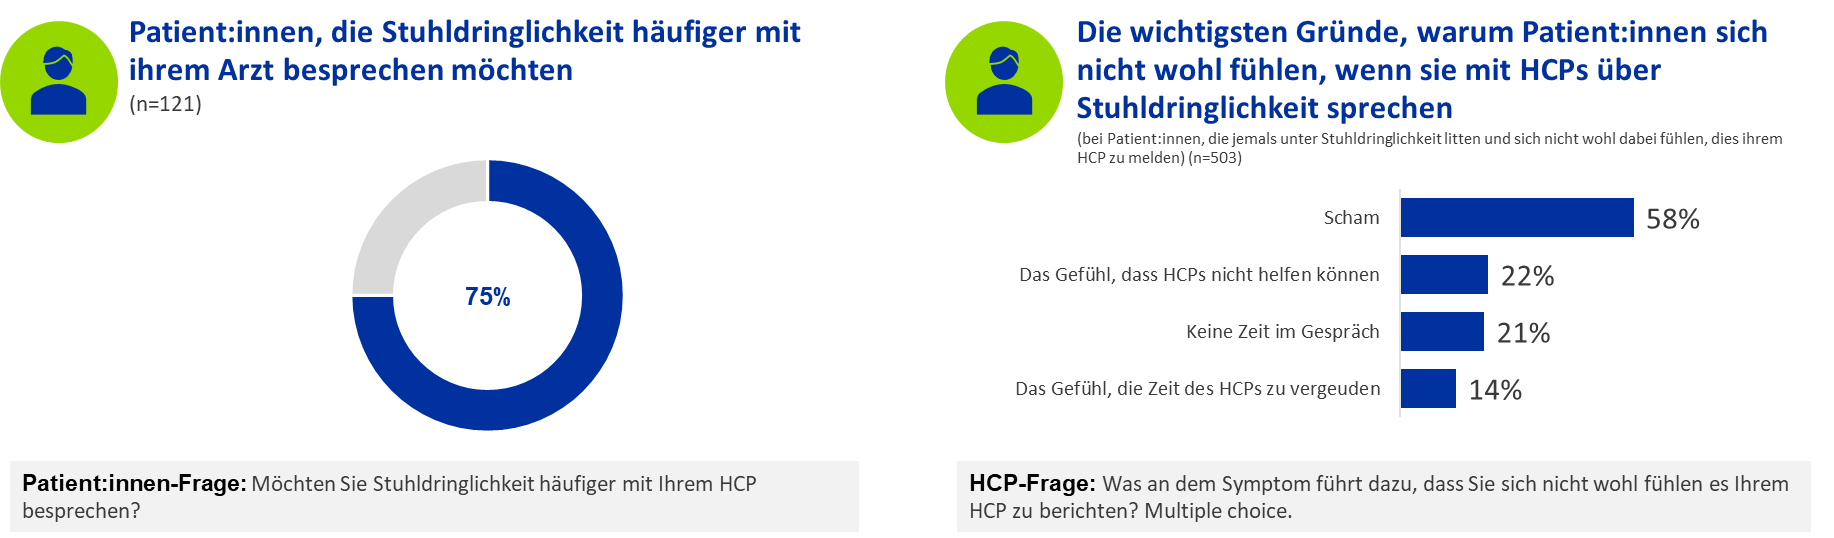 Patient:innen, die Stuhldringlichkeit häufiger mit
ihrem Arzt besprechen möchten
(n=121)
75%
Patient:innen-Frage: Möchten Sie Stuhldringlichkeit häufiger mit Ihrem HCP
besprechen?
Die wichtigsten Gründe, warum Patient:innen sich
nicht wohl fühlen, wenn sie mit HCPs über
Stuhldringlichkeit sprechen
(bei Patient:innen, die jemals unter Stuhldringlichkeit litten und sich nicht wohl dabei fühlen, dies ihrem
HCP zu melden) (n=503)
Scham 58%
Das Gefühl, dass HCPs nicht helfen können 22%
Keine Zeit im Gespräch 21%
Das Gefühl, die Zeit des HCPs zu vergeuden 14%
HCP-Frage: Was an dem Symptom führt dazu, dass Sie sich nicht wohl fühlen es Ihrem
HCP zu berichten? Multiple choice.